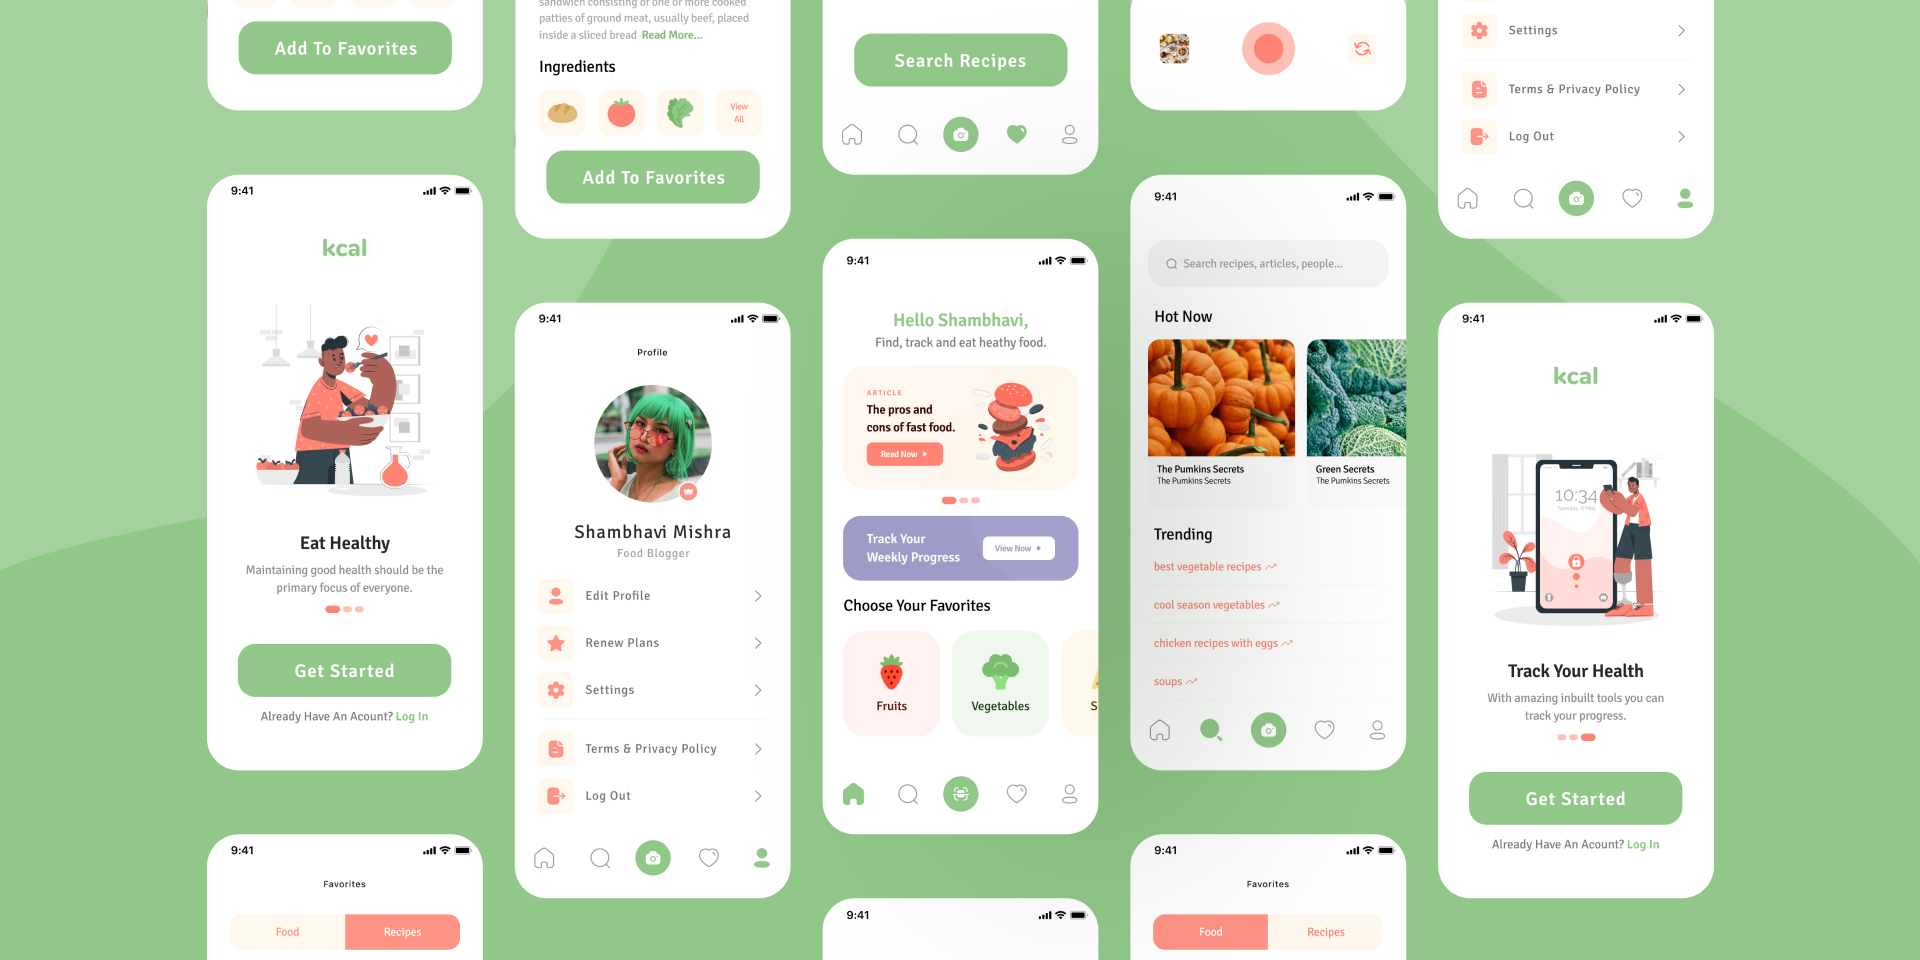 Add To Favorites
9:41
kcal
Eat Healthy
Maintaining good health should be the
primary focus of everyone.
Get Started
Already Have An Acount? Log In
9:41
Favorites
Food
Recipes
sandwich consisting of one or more cooked
patties of ground meat, usually beef, placed
inside a sliced bread Read More...
Ingredients
View
All
Add To Favorites
9:41
Profile
Shambhavi Mishra
Food Blogger
Edit Profile
Renew Plans
Settings
Terms & Privacy Policy
Log Out
Search Recipes
9:41
Hello Shambhavi,
Find, track and eat heathy food.
ARTICLE
The pros and
cons of fast food.
Read Now
Track Your
Weekly Progress
View Now
Choose Your Favorites
Fruits
Vegetables
S
9:41
9:41
Search recipes, articles, people...
Hot Now
The Pumkins Secrets
The Pumkins Secrets
Green Secrets
The Pumkins Secrets
Trending
best vegetable recipes
cool season vegetables
chicken recipes with eggs
soups
9:41
Favorites
Food
Recipes
Settings
Terms & Privacy Policy
Log Out
9:41
kcal
10:34
Tuesday, 5 May
Track Your Health
With amazing inbuilt tools you can
track your progress.
Get Started
Already Have An Acount? Log In